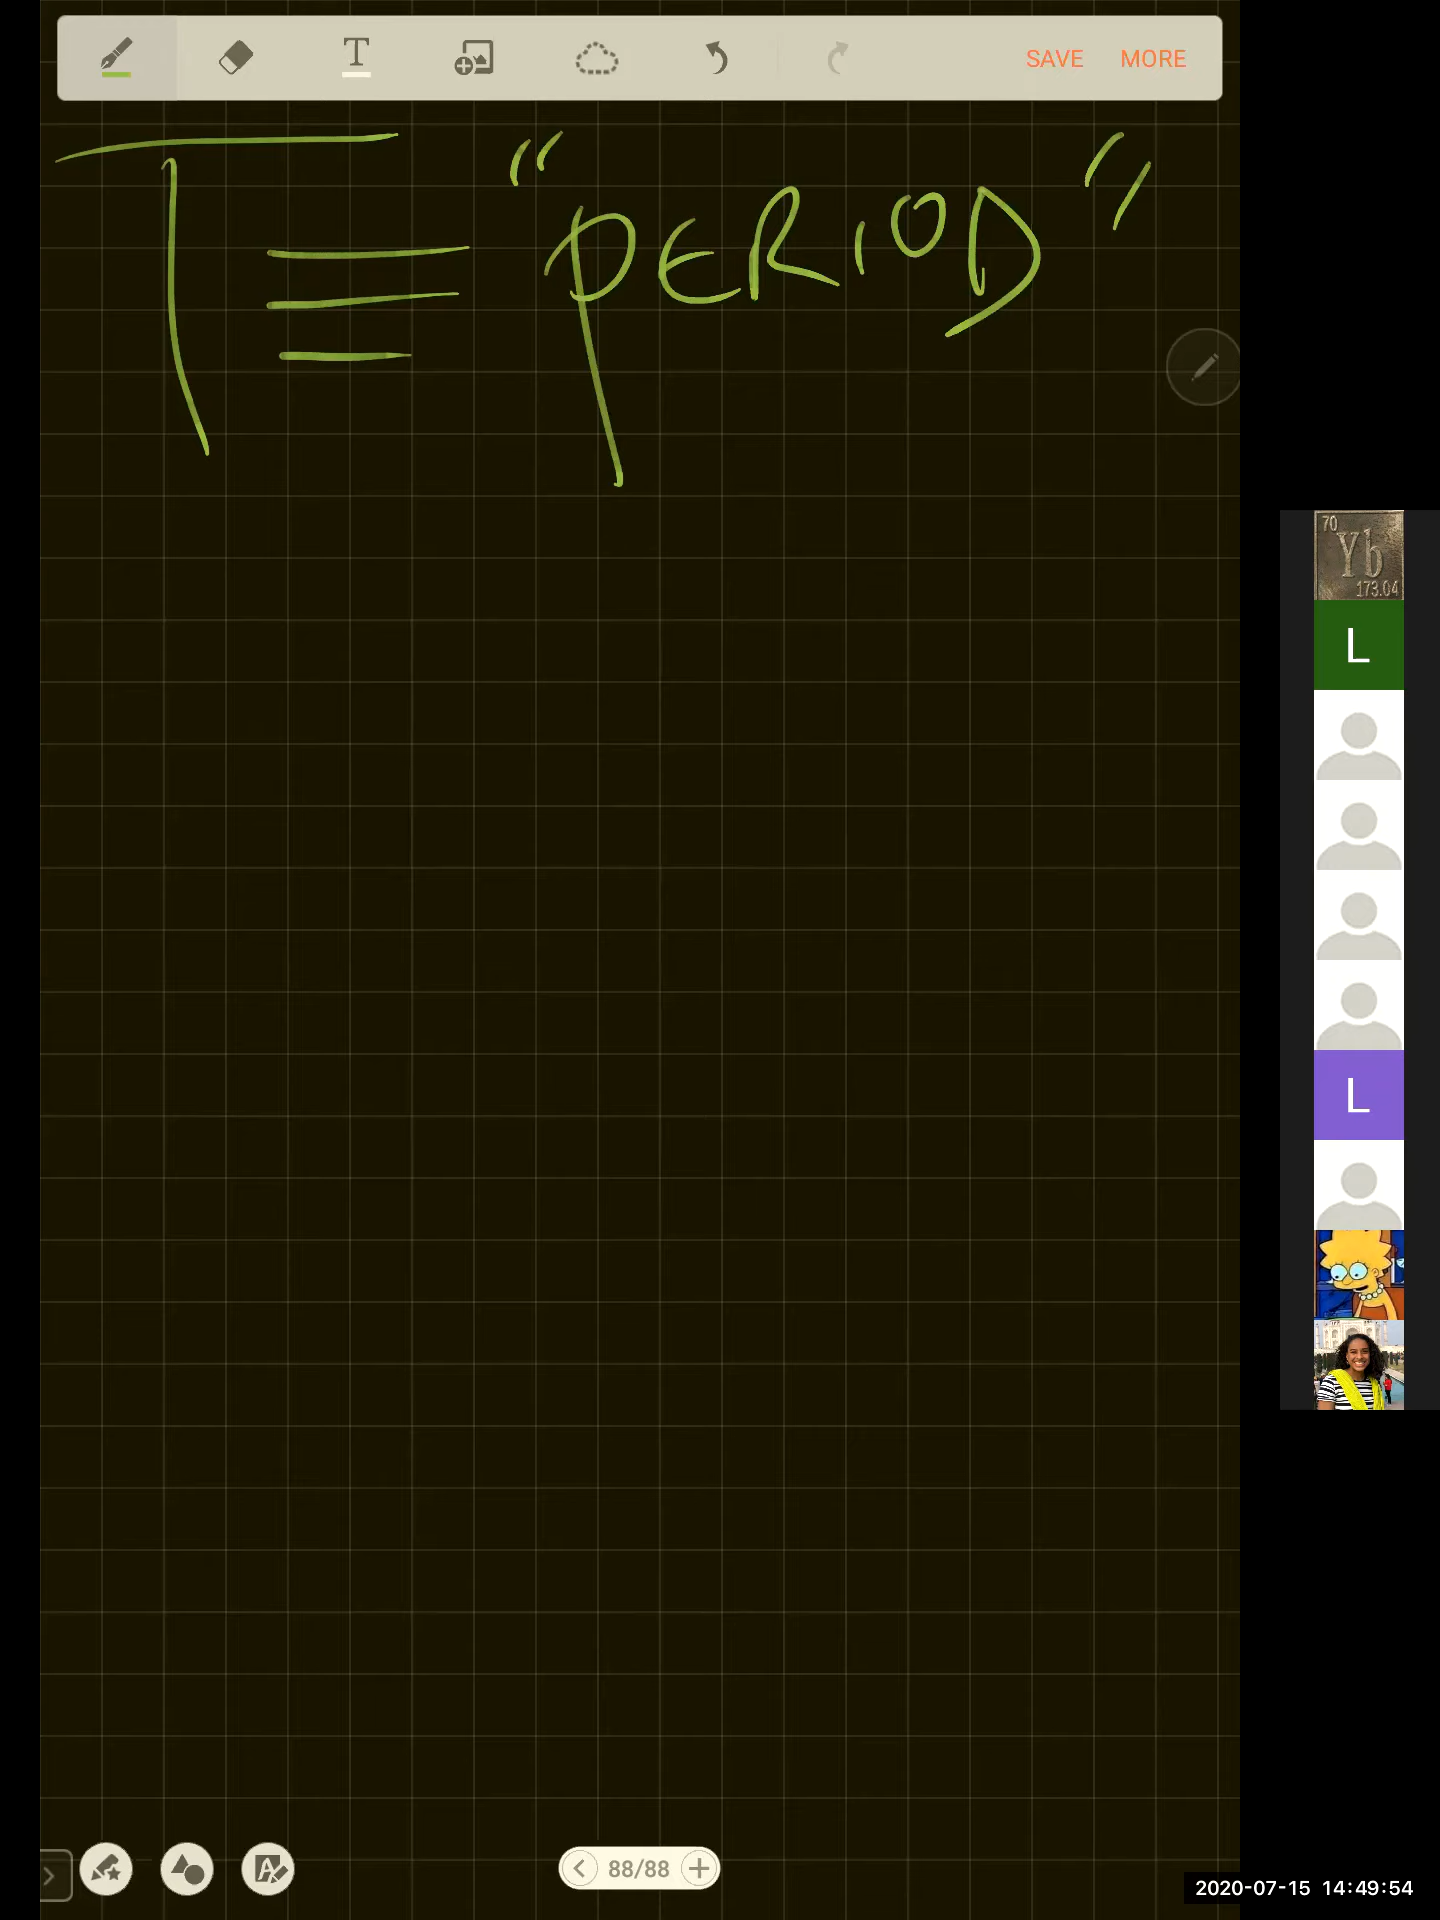 T SAVE MORE
T ≡ "PERIOD"
70
Yb
173.04
L
L
88/88
2020-07-15 14:49:54